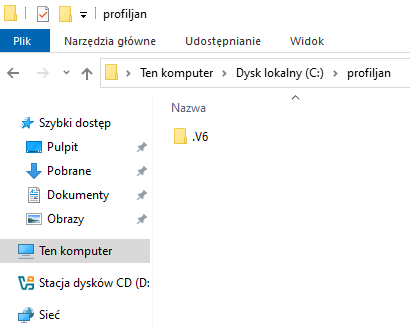 profiljan
Plik
Narzędzia główne
Udostępnianie
Widok
Ten komputer
Dysk lokalny (C:)
profiljan
Nazwa
Szybki dostęp
.V6
Pulpit
Pobrane
Dokumenty
Obrazy
Ten komputer
Stacja dysków CD (D:
Sieć